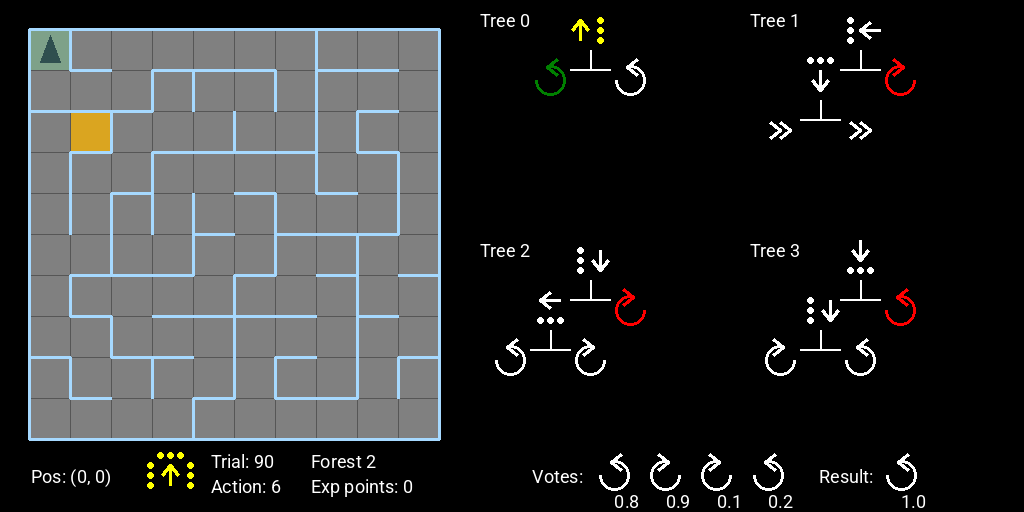 Tree 0
Tree 1
Tree 2
Tree 3
Pos: (0, 0)
Trial: 90
Forest 2
Action: 6
Exp points: 0
Votes:
0.8
0.9
0.1
0.2
Result:
1.0